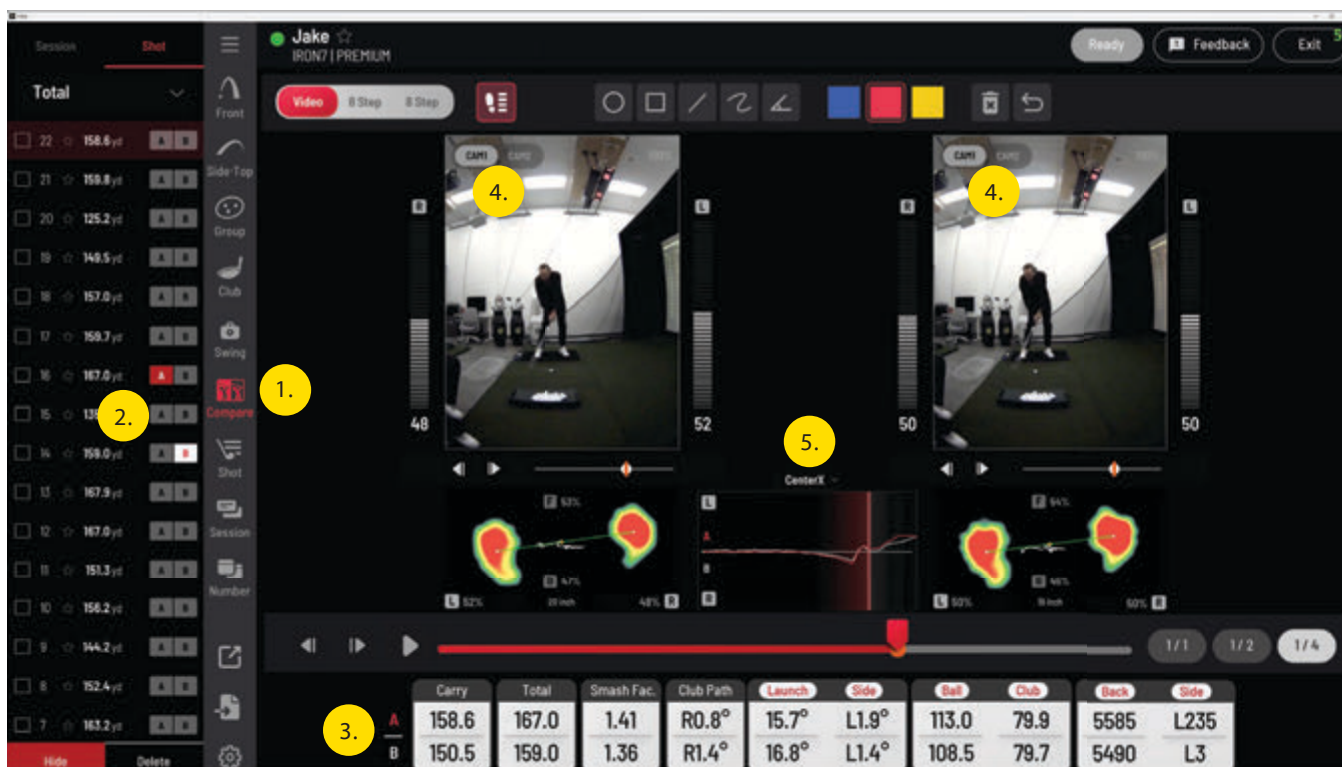 Session Shot
Total
22 158.6yd A B
21 159.8yd A B
20 125.2yd A B
19 149.5yd A B
18 157.0yd A B
17 159.7yd A B
16 167.0yd A B
15 A B
14 159.0yd A B
13 167.9yd A B
12 167.0yd A B
11 151.3yd A B
10 156.2yd A B
9 144.2yd A B
8 152.4yd A B
7 163.2yd A B
Hide Delete
2.
Front
Side-Top
Group
Club
Swing
Compare
Shot
Session
Number
1.
Jake
IRON7 | PREMIUM
Ready Feedback Exit 5
Video 8 Step 8 Step
CAM1 CAM2 100%
4.
R L
48 52
CAM1 CAM2
4.
R L
50 50
5.
CenterX
F 53%
B 47%
L 52% 20 inch 48% R
L
A
B
R
F 54%
B 46%
L 50% 50% R
1/1 1/2 1/4
3.
Carry Total Smash Fac. Club Path Launch Side Ball Club Back Side
A 158.6 167.0 1.41 R0.8° 15.7° L1.9° 113.0 79.9 5585 L235
B 150.5 159.0 1.36 R1.4° 16.8° L1.4° 108.5 79.7 5490 L3